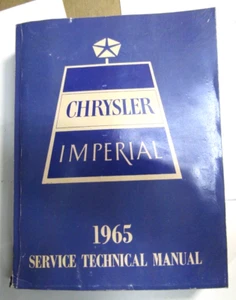 CHRYSLER
IMPERIAL
1965
SERVICE TECHNICAL MANUAL